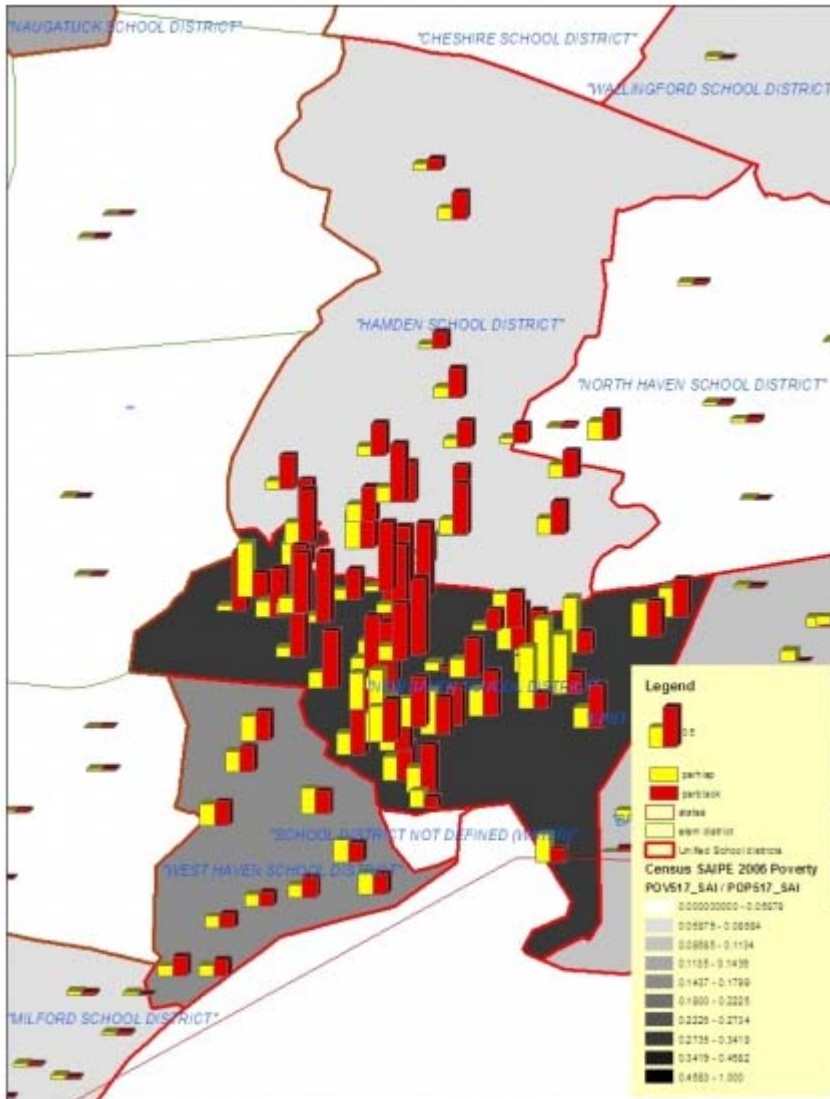 "NAUGATUCK SCHOOL DISTRICT"
"CHESHIRE SCHOOL DISTRICT"
"WALLINGFORD SCHOOL DISTRICT
"HAMDEN SCHOOL DISTRICT"
"NORTH HAVEN SCHOOL DISTRICT"
SCHOOL DISTRICT"
"SCHOOL DISTRICT NOT DEFINED
"WEST HAVEN SCHOOL DISTRICT"
"MILFORD SCHOOL DISTRICT"
Legend
0.5
perhisp
perblack
states
elem district
Unified School districts
Census SAIPE 2006 Poverty
POV517_SAI / POP517_SAI
0.000000000 - 0.05878
0.05879 - 0.08684
0.08685 - 0.1134
0.1135 - 0.1436
0.1437 - 0.1799
0.1800 - 0.2225
0.2226 - 0.2734
0.2735 - 0.3418
0.3419 - 0.4582
0.4583 - 1.000